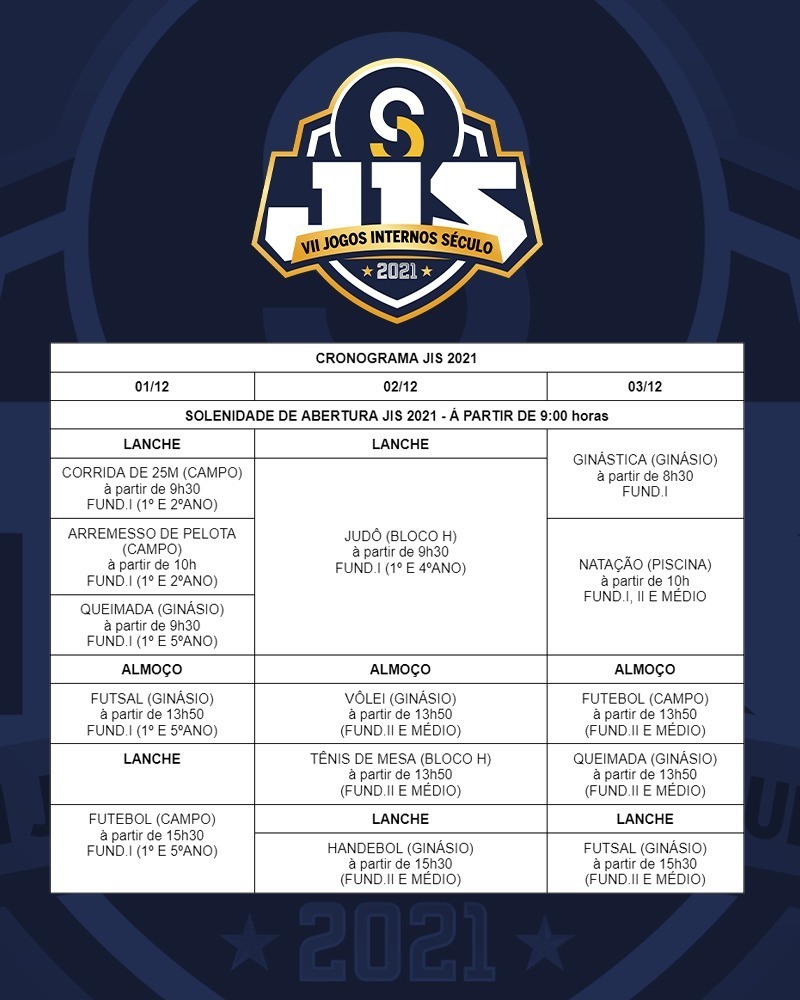 S
JIS
VII JOGOS INTERNOS SÉCULO
2021
CRONOGRAMA JIS 2021
01/12
02/12
03/12
SOLENIDADE DE ABERTURA JIS 2021 - Á PARTIR DE 9:00 horas
LANCHE
LANCHE
GINÁSTICA (GINÁSIO)
à partir de 8h30
FUND.I
CORRIDA DE 25M (CAMPO)
à partir de 9h30
FUND.I (1º E 2ºANO)
ARREMESSO DE PELOTA
(CAMPO)
à partir de 10h
FUND.I (1º E 2ºANO)
QUEIMADA (GINÁSIO)
à partir de 9h30
FUND.I (1º E 5ºANO)
JUDÔ (BLOCO H)
à partir de 9h30
FUND.I (1º E 4ºANO)
NATAÇÃO (PISCINA)
à partir de 10h
FUND.I, II E MÉDIO
ALMOÇO
ALMOÇO
ALMOÇO
FUTSAL (GINÁSIO)
à partir de 13h50
FUND.I (1º E 5ºANO)
VÔLEI (GINÁSIO)
à partir de 13h50
(FUND.II E MÉDIO)
FUTEBOL (CAMPO)
à partir de 13h50
(FUND.II E MÉDIO)
LANCHE
TÊNIS DE MESA (BLOCO H)
à partir de 13h50
(FUND.II E MÉDIO)
QUEIMADA (GINÁSIO)
à partir de 13h50
(FUND.II E MÉDIO)
FUTEBOL (CAMPO)
à partir de 15h30
FUND.I (1º E 5ºANO)
LANCHE
LANCHE
HANDEBOL (GINÁSIO)
à partir de 15h30
(FUND.II E MÉDIO)
FUTSAL (GINÁSIO)
à partir de 15h30
(FUND.II E MÉDIO)
2021